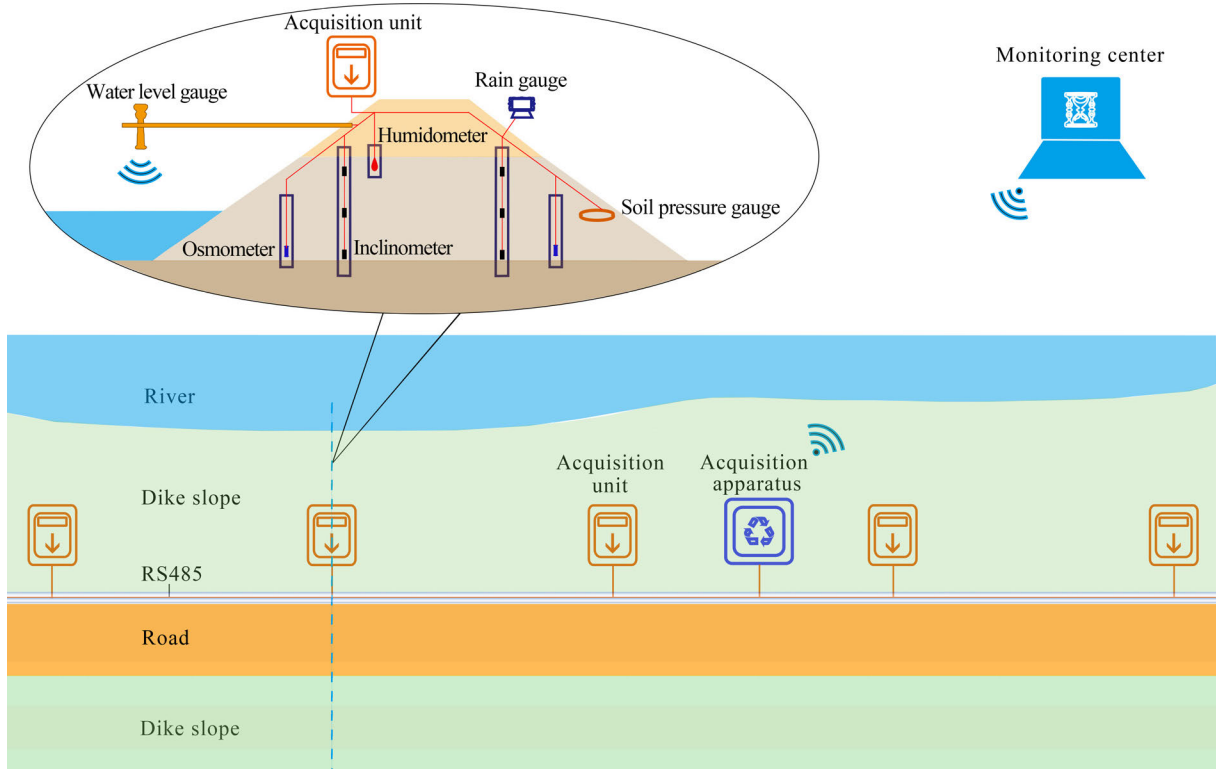 Acquisition unit
Monitoring center
Rain gauge
Water level gauge
Humidometer
Soil pressure gauge
Osmometer
Inclinometer
River
Acquisition
unit
Acquisition
apparatus
Dike slope
RS485
Road
Dike slope